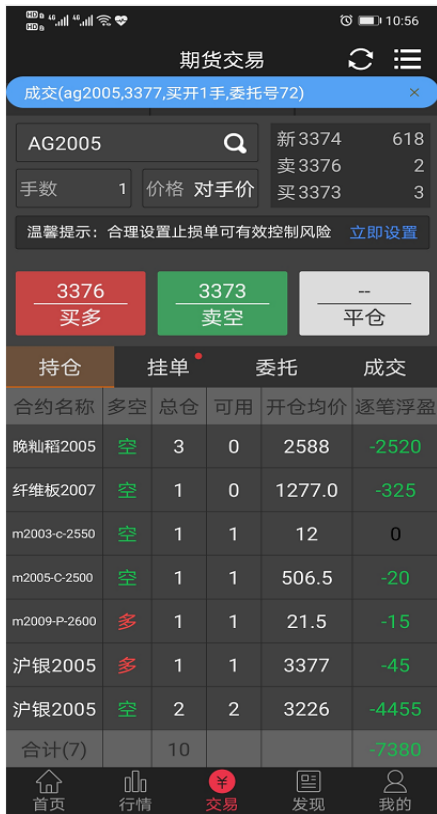 HD 46 46 HD 10:56
期货交易
成交(ag2005,3377,买开1手,委托号72) ×
AG2005
新3374 618
卖3376 2
手数 1 价格 对手价
买3373 3
温馨提示：合理设置止损单可有效控制风险 立即设置
3376 3373 --
买多 卖空 平仓
持仓 挂单 委托 成交
合约名称 多空 总仓 可用 开仓均价 逐笔浮盈
晚籼稻2005 空 3 0 2588 -2520
纤维板2007 空 1 0 1277.0 -325
m2003-c-2550 空 1 1 12 0
m2005-C-2500 空 1 1 506.5 -20
m2009-P-2600 多 1 1 21.5 -15
沪银2005 多 1 1 3377 -45
沪银2005 空 2 2 3226 -4455
合计(7) 10 -7380
首页 行情 交易 发现 我的